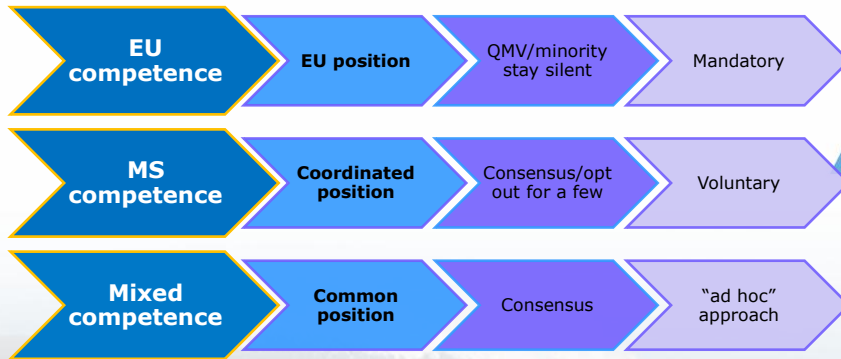 EU
competence
EU position
QMV/minority
stay silent
Mandatory
MS
competence
Coordinated
position
Consensus/opt
out for a few
Voluntary
Mixed
competence
Common
position
Consensus
“ad hoc”
approach